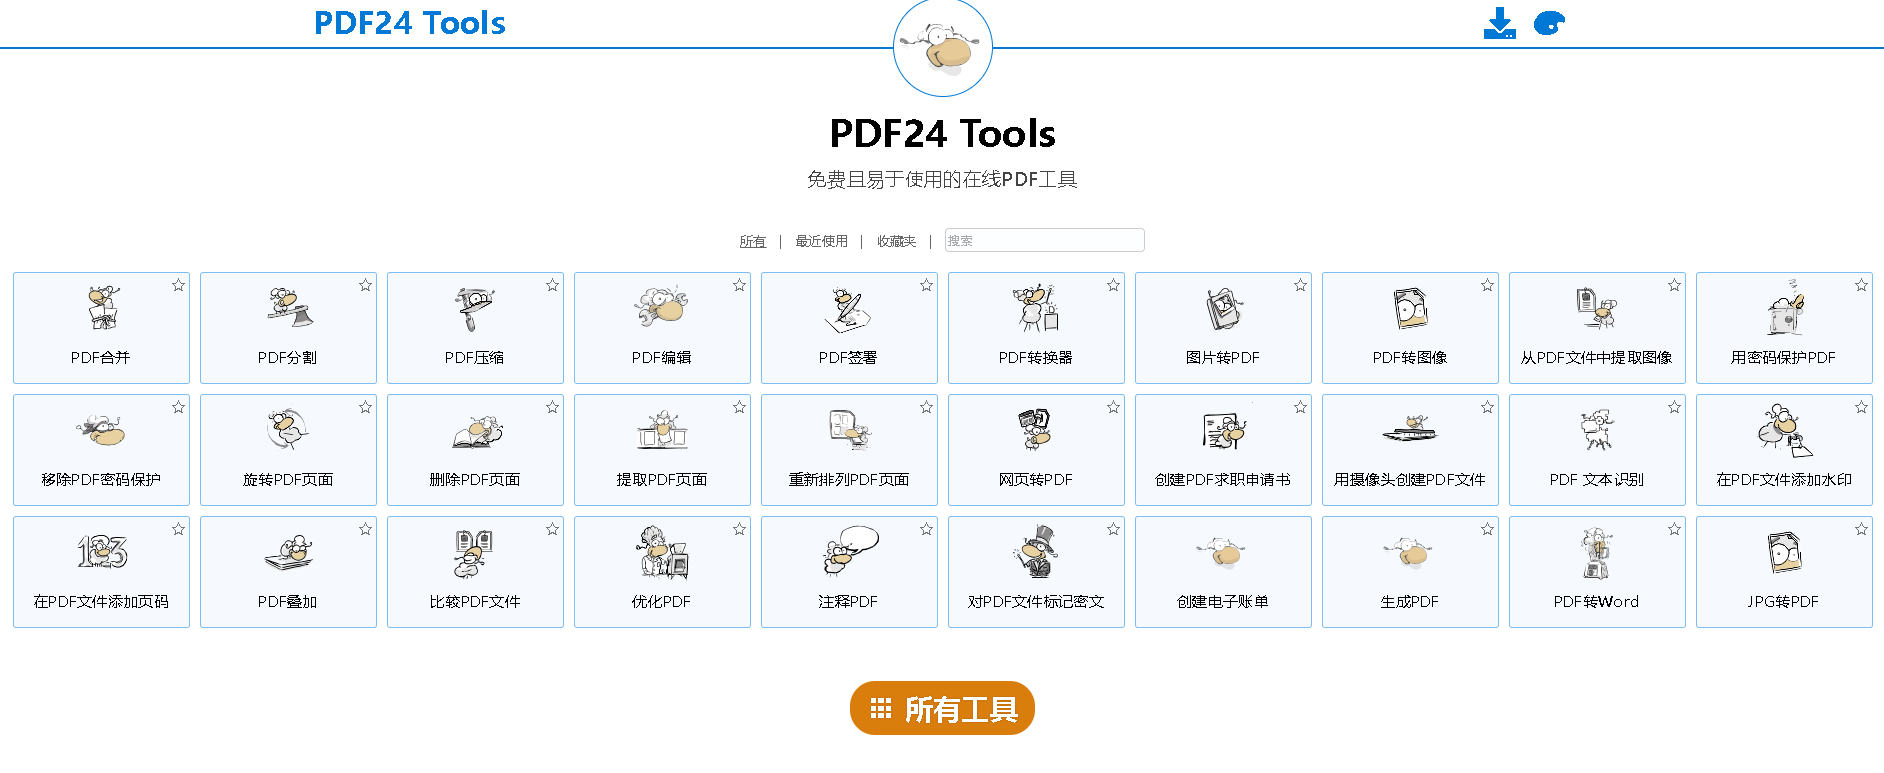 PDF24 Tools
PDF24 Tools
免费且易于使用的在线PDF工具
所有 | 最近使用 | 收藏夹 | 搜索
PDF合并 PDF分割 PDF压缩 PDF编辑 PDF签署 PDF转换器 图片转PDF PDF转图像 从PDF文件中提取图像 用密码保护PDF
移除PDF密码保护 旋转PDF页面 删除PDF页面 提取PDF页面 重新排列PDF页面 网页转PDF 创建PDF求职申请书 用摄像头创建PDF文件 PDF 文本识别 在PDF文件添加水印
123
在PDF文件添加页码 PDF叠加 比较PDF文件 优化PDF 注释PDF 对PDF文件标记密文 创建电子账单 生成PDF PDF转Word JPG转PDF
所有工具